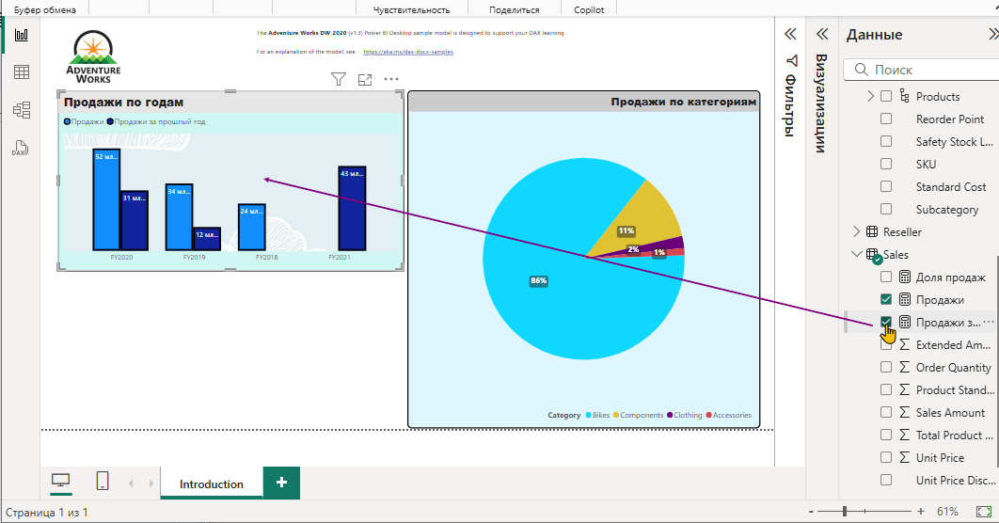 Буфер обмена
Чувствительность
Поделиться
Copilot
ADVENTURE
WORKS
The Adventure Works DW 2020 (v1.3) Power BI Desktop sample model is designed to support your DAX learning.
For an explanation of the model, see https://aka.ms/dax-docs-samples.
Продажи по годам
Продажи
Продажи за прошлый год
52 мл...
31 мл...
34 мл...
12 мл...
24 мл...
43 мл...
FY2020
FY2019
FY2018
FY2021
Продажи по категориям
86%
11%
2%
1%
Category
Bikes
Components
Clothing
Accessories
Фильтры
Визуализации
Данные
Поиск
Products
Reorder Point
Safety Stock L...
SKU
Standard Cost
Subcategory
Reseller
Sales
Доля продаж
Продажи
Продажи з...
Extended Am...
Order Quantity
Product Stand...
Sales Amount
Total Product ...
Unit Price
Unit Price Disc...
DAX
Introduction
Страница 1 из 1
- + 61%